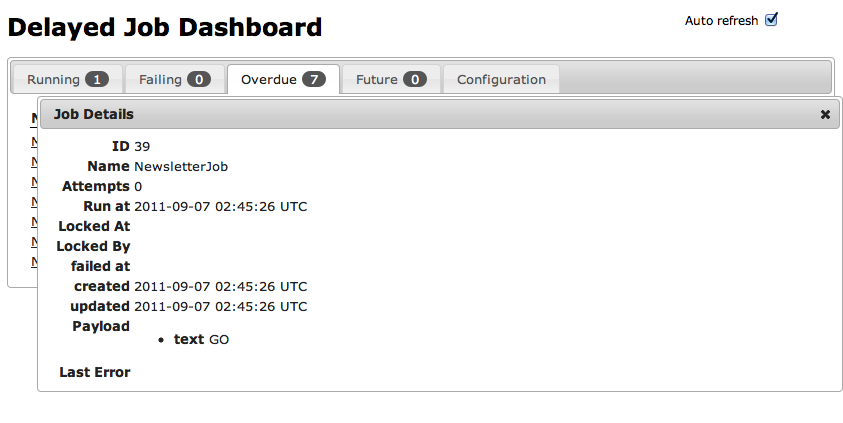 Delayed Job Dashboard
Auto refresh
Running 1 Failing 0 Overdue 7 Future 0 Configuration
Job Details
ID 39
Name NewsletterJob
Attempts 0
Run at 2011-09-07 02:45:26 UTC
Locked At
Locked By
failed at
created 2011-09-07 02:45:26 UTC
updated 2011-09-07 02:45:26 UTC
Payload
• text GO
Last Error